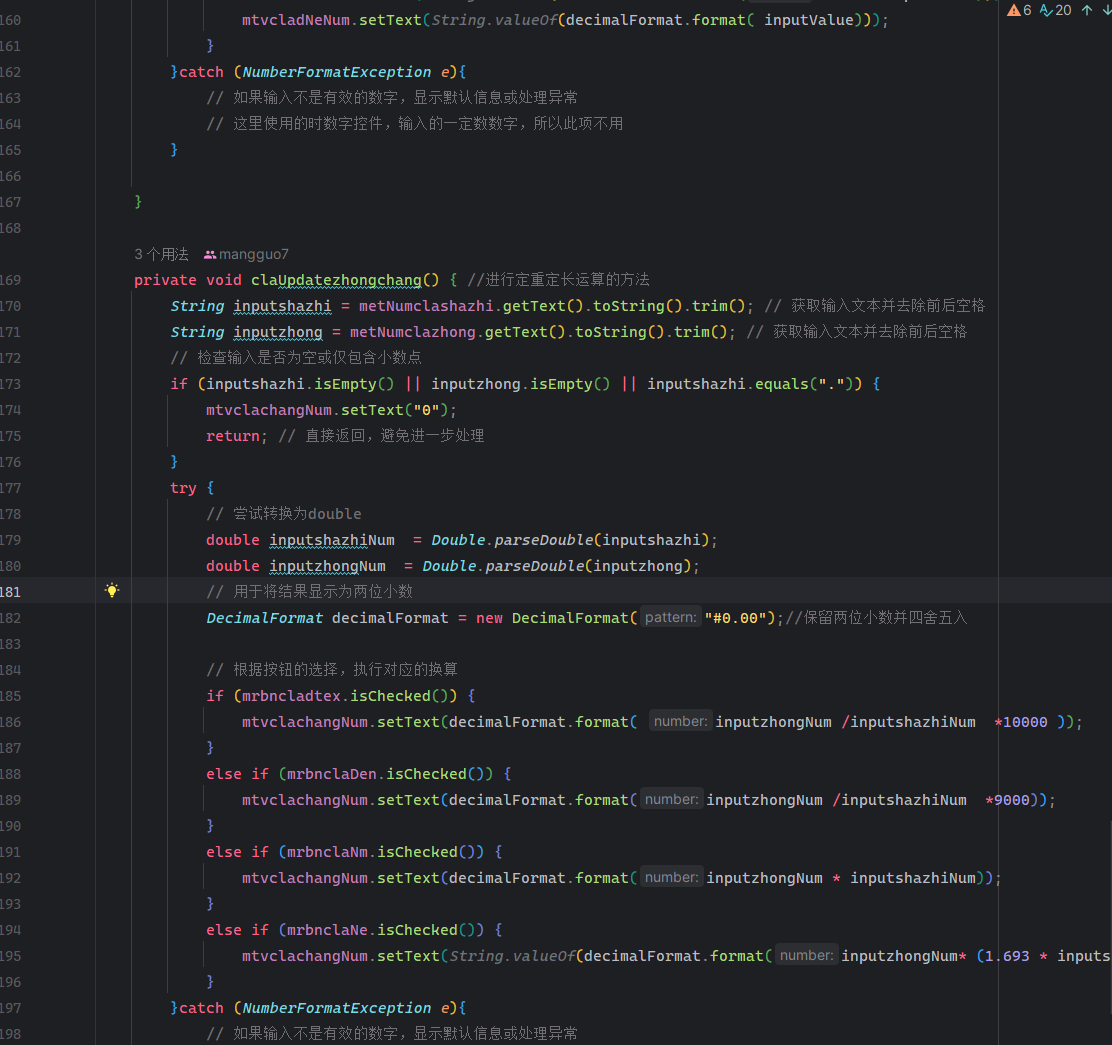 6 20
160 mtvcladNeNum.setText(String.valueOf(decimalFormat.format( inputValue)));
161 }
162 }catch (NumberFormatException e){
163 // 如果输入不是有效的数字，显示默认信息或处理异常
164 // 这里使用的时数字控件，输入的一定数数字，所以此项不用
165 }
166
167 }
168
3 个用法 mangguo7
169 private void claUpdatezhongchang() { //进行定重定长运算的方法
170 String inputshazhi = metNumclashazhi.getText().toString().trim(); // 获取输入文本并去除前后空格
171 String inputzhong = metNumclazhong.getText().toString().trim(); // 获取输入文本并去除前后空格
172 // 检查输入是否为空或仅包含小数点
173 if (inputshazhi.isEmpty() || inputzhong.isEmpty() || inputshazhi.equals(".")) {
174 mtvclachangNum.setText("0");
175 return; // 直接返回，避免进一步处理
176 }
177 try {
178 // 尝试转换为double
179 double inputshazhiNum = Double.parseDouble(inputshazhi);
180 double inputzhongNum = Double.parseDouble(inputzhong);
181 // 用于将结果显示为两位小数
182 DecimalFormat decimalFormat = new DecimalFormat( pattern: "#0.00");//保留两位小数并四舍五入
183
184 // 根据按钮的选择，执行对应的换算
185 if (mrbncladtex.isChecked()) {
186 mtvclachangNum.setText(decimalFormat.format( number: inputzhongNum /inputshazhiNum *10000 ));
187 }
188 else if (mrbnclaDen.isChecked()) {
189 mtvclachangNum.setText(decimalFormat.format( number: inputzhongNum /inputshazhiNum *9000));
190 }
191 else if (mrbnclaNm.isChecked()) {
192 mtvclachangNum.setText(decimalFormat.format( number: inputzhongNum * inputshazhiNum));
193 }
194 else if (mrbnclaNe.isChecked()) {
195 mtvclachangNum.setText(String.valueOf(decimalFormat.format( number: inputzhongNum* (1.693 * inputs
196 }
197 }catch (NumberFormatException e){
198 // 如果输入不是有效的数字，显示默认信息或处理异常